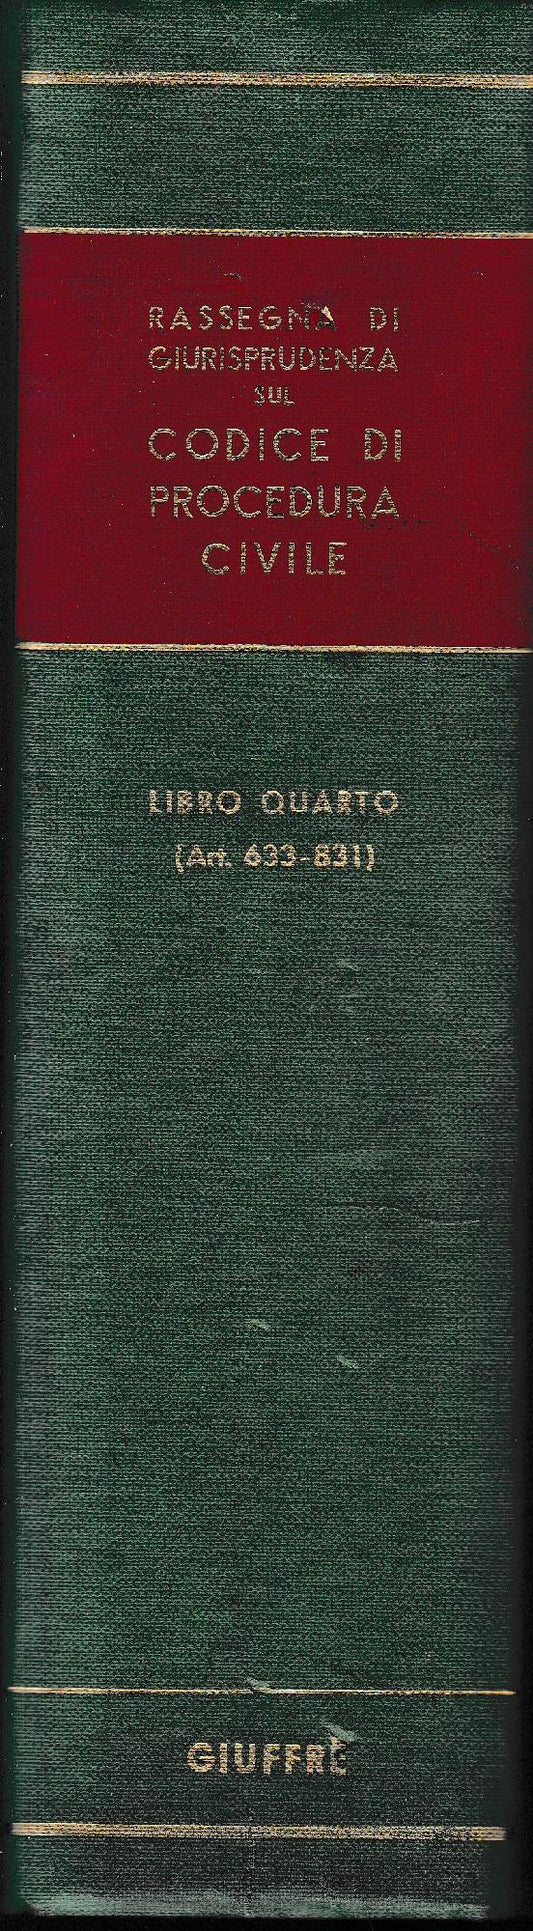 RASSEGNA DI
GIURISPRUDENZA
SUL
CODICE DI
PROCEDURA
CIVILE
LIBRO QUARTO
(Art. 633-831)
GIUFFRÈ